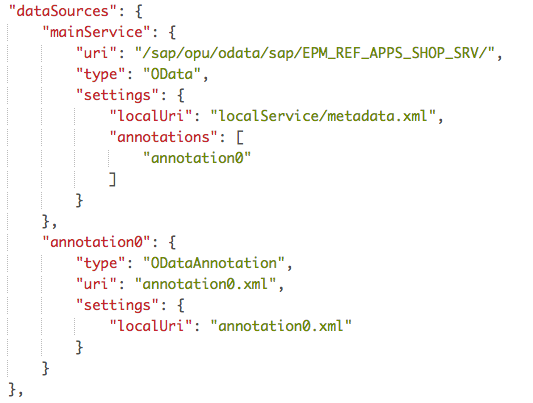 "dataSources": {
    "mainService": {
        "uri": "/sap/opu/odata/sap/EPM_REF_APPS_SHOP_SRV/",
        "type": "OData",
        "settings": {
            "localUri": "localService/metadata.xml",
            "annotations": [
                "annotation0"
            ]
        }
    },
    "annotation0": {
        "type": "ODataAnnotation",
        "uri": "annotation0.xml",
        "settings": {
            "localUri": "annotation0.xml"
        }
    }
},